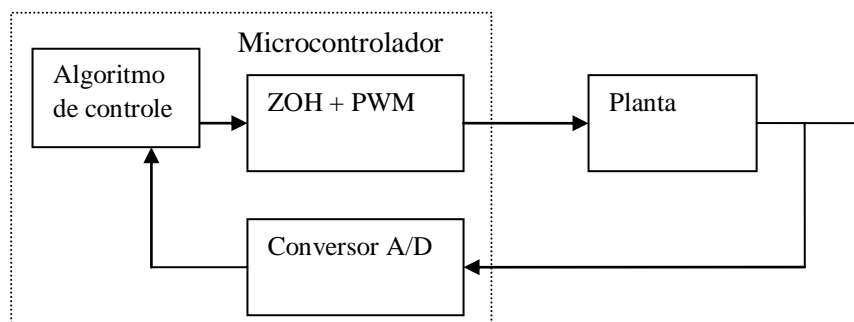 Microcontrolador
Algoritmo
de controle
ZOH + PWM
Planta
Conversor A/D